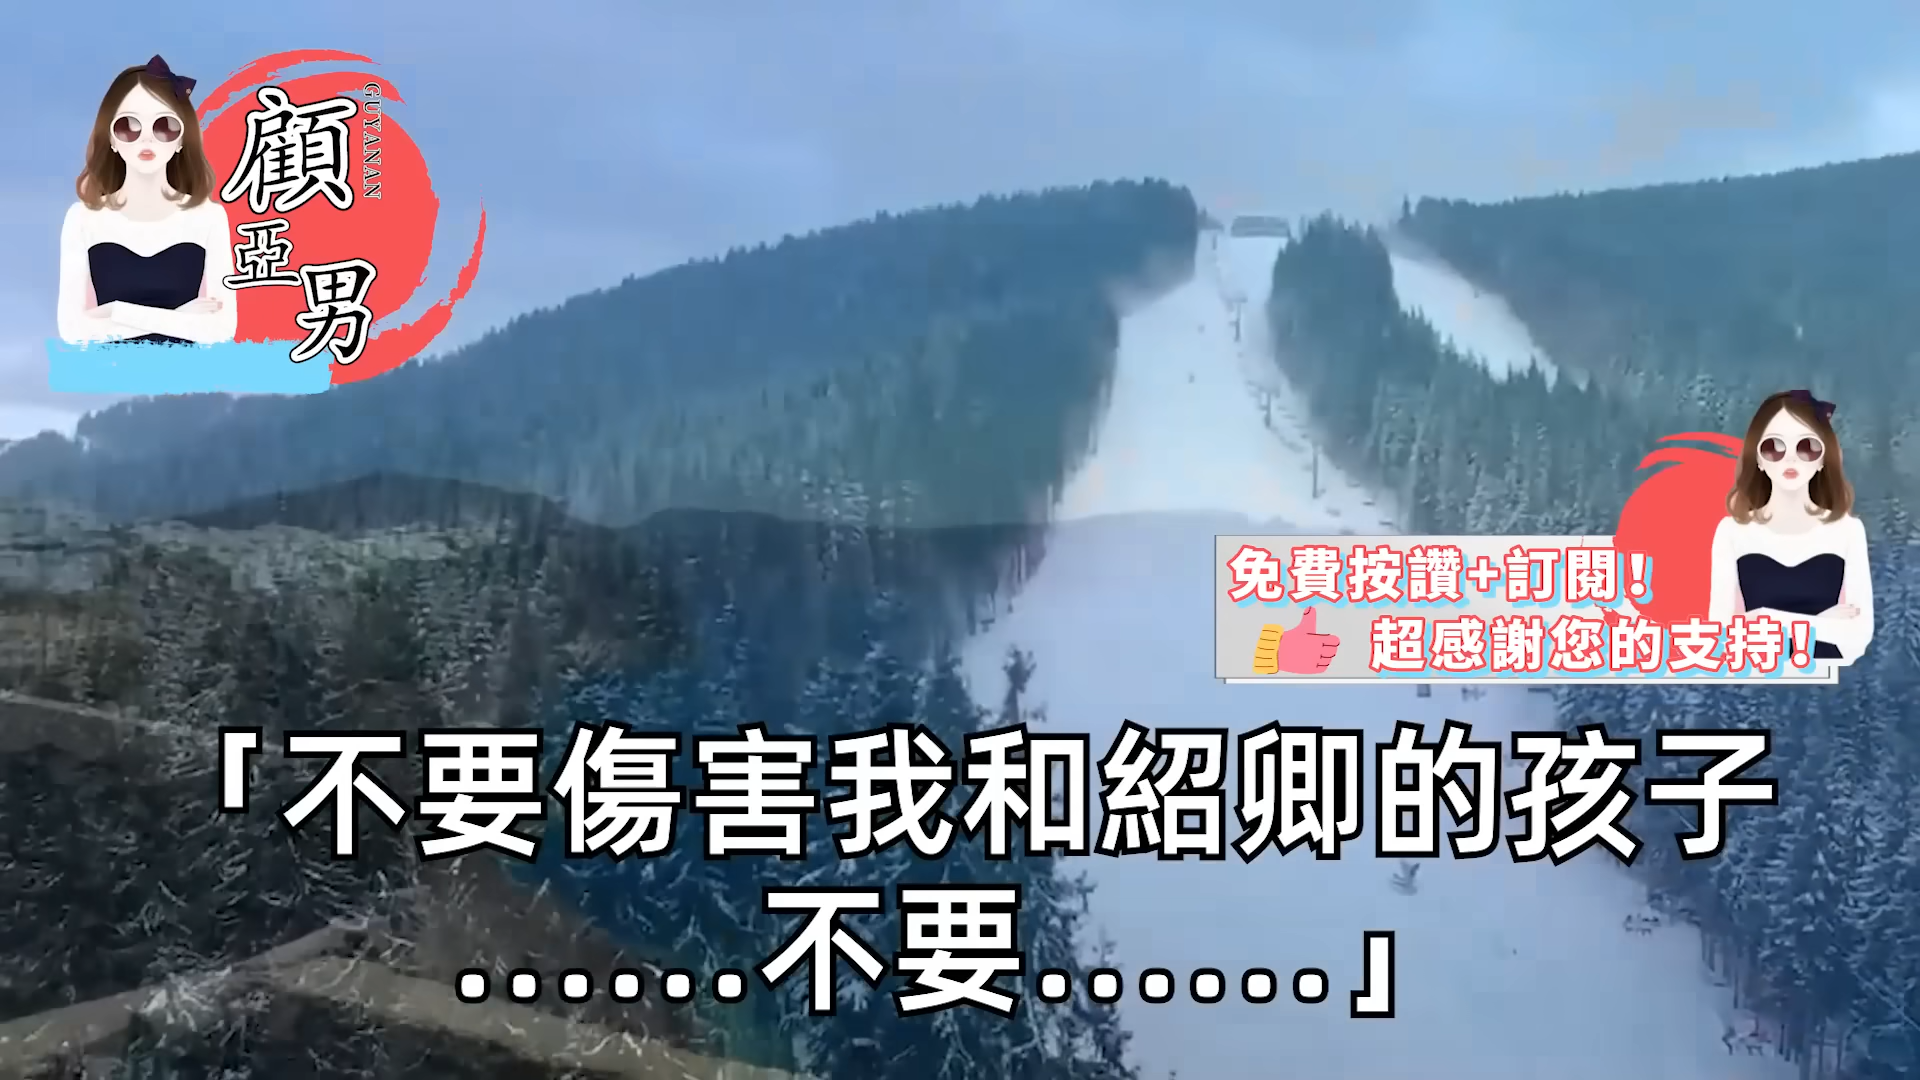 顧亞男
GUYANAN
免費按讚+訂閱!
超感謝您的支持!
「不要傷害我和紹卿的孩子
......不要......」